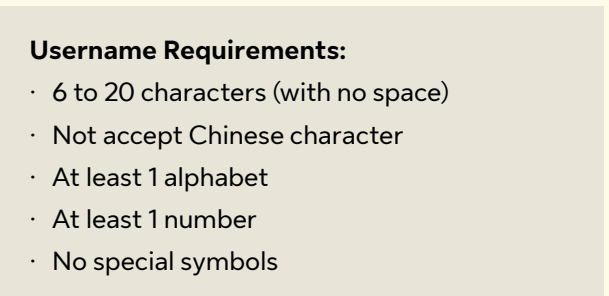 Username Requirements:
· 6 to 20 characters (with no space)
· Not accept Chinese character
· At least 1 alphabet
· At least 1 number
· No special symbols